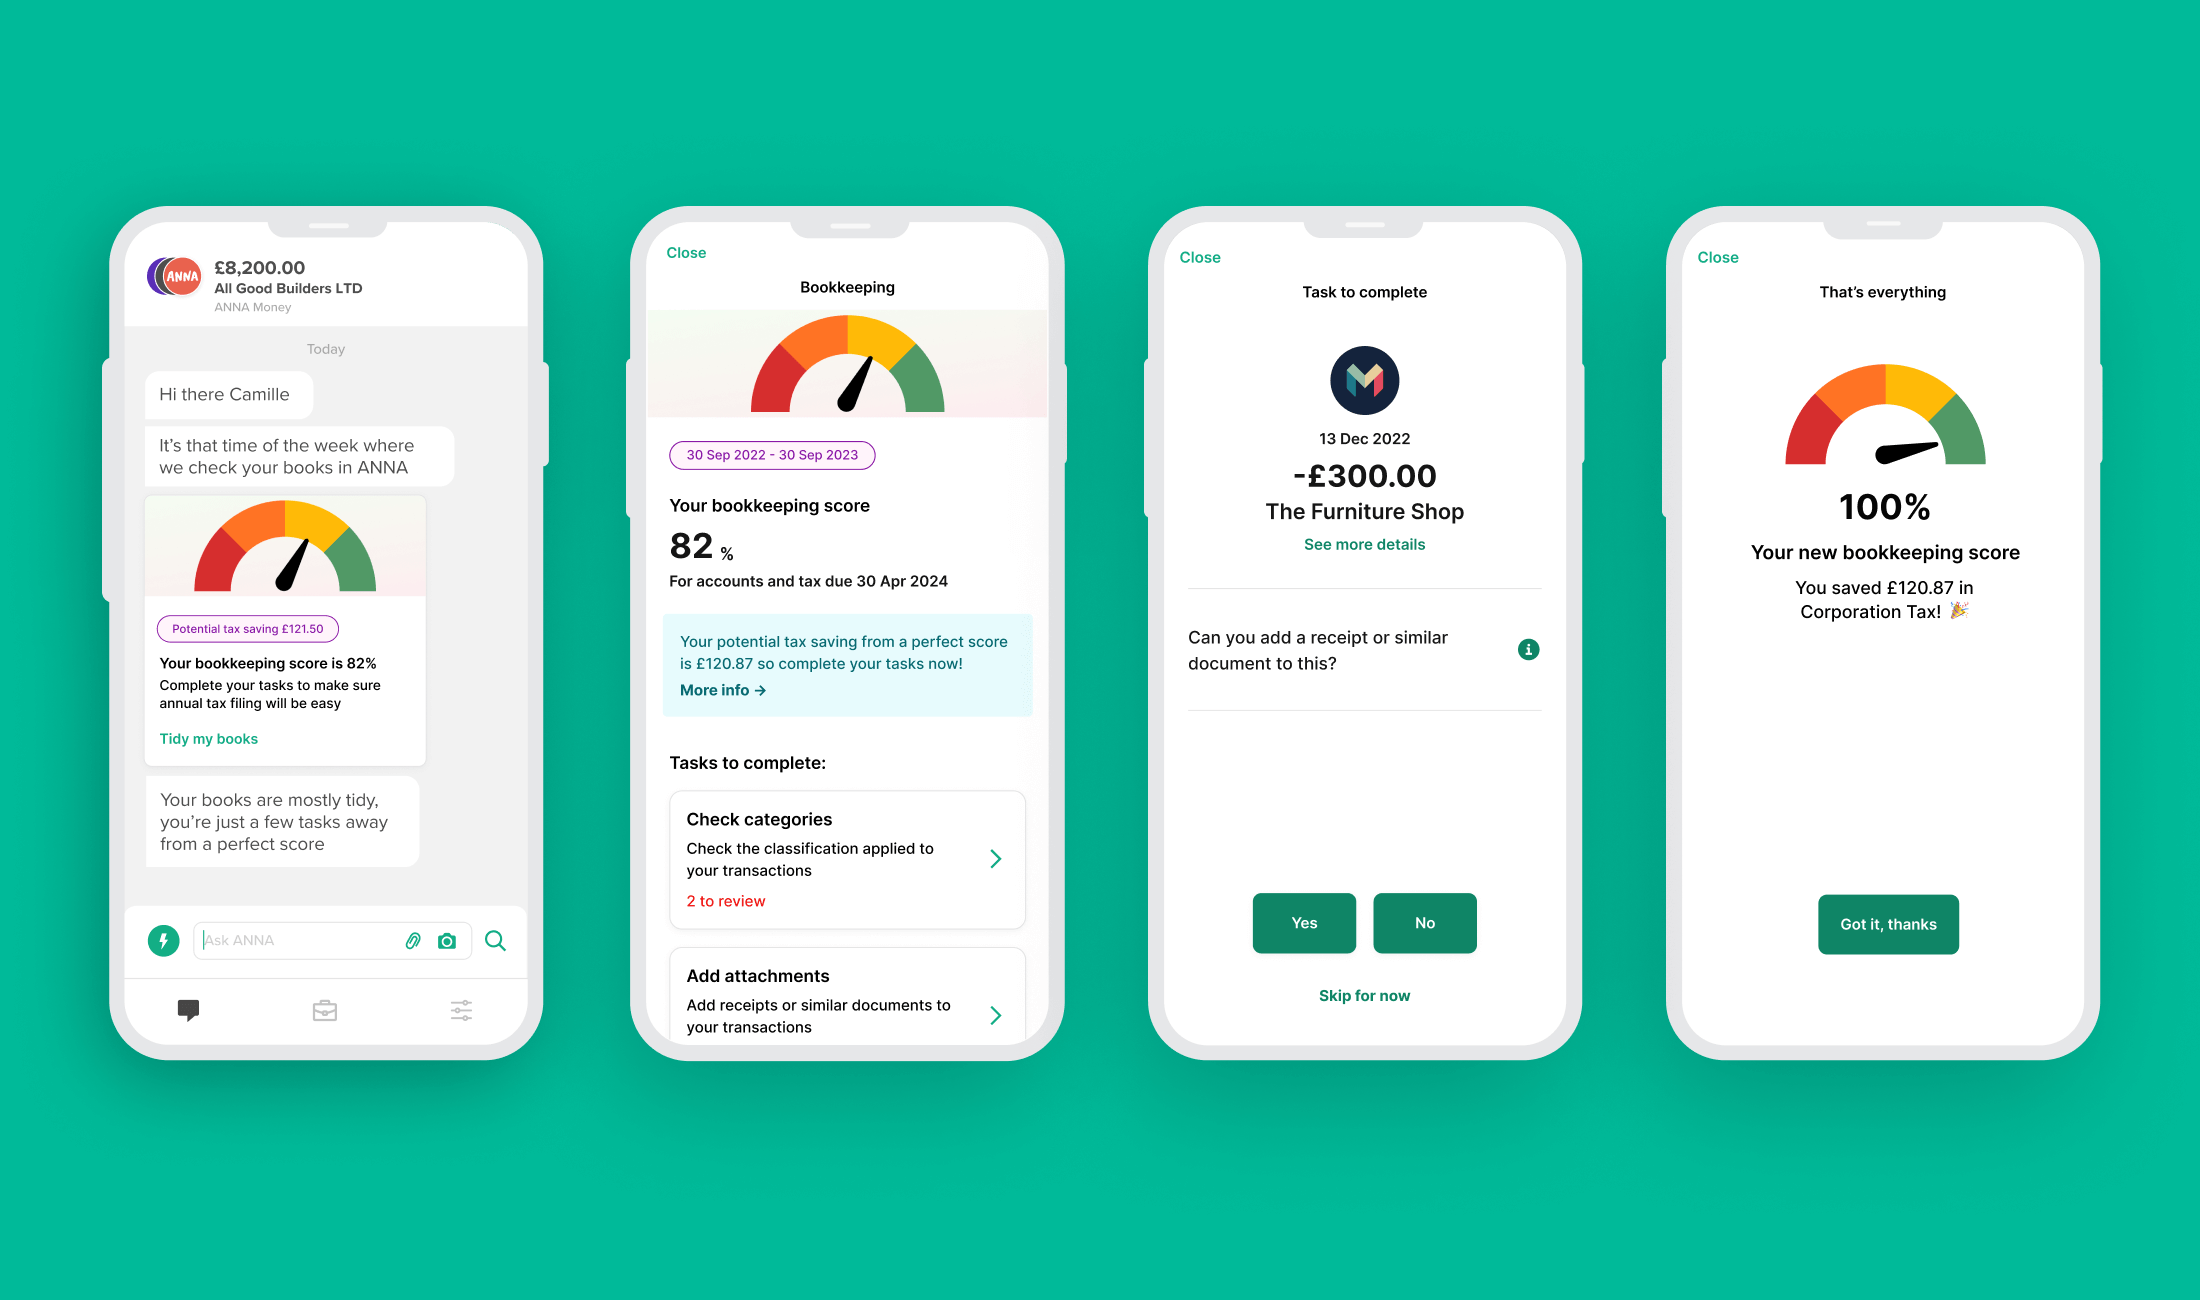 ANNA
£8,200.00
All Good Builders LTD
ANNA Money
Today
Hi there Camille
It's that time of the week where
we check your books in ANNA
Potential tax saving £121.50
Your bookkeeping score is 82%
Complete your tasks to make sure
annual tax filing will be easy
Tidy my books
Your books are mostly tidy,
you're just a few tasks away
from a perfect score
Ask ANNA
Close
Bookkeeping
30 Sep 2022 - 30 Sep 2023
Your bookkeeping score
82 %
For accounts and tax due 30 Apr 2024
Your potential tax saving from a perfect score
is £120.87 so complete your tasks now!
More info →
Tasks to complete:
Check categories
Check the classification applied to
your transactions
2 to review
Add attachments
Add receipts or similar documents to
your transactions
Close
Task to complete
13 Dec 2022
-£300.00
The Furniture Shop
See more details
Can you add a receipt or similar
document to this?
Yes
No
Skip for now
Close
That's everything
100%
Your new bookkeeping score
You saved £120.87 in
Corporation Tax! 🎉
Got it, thanks